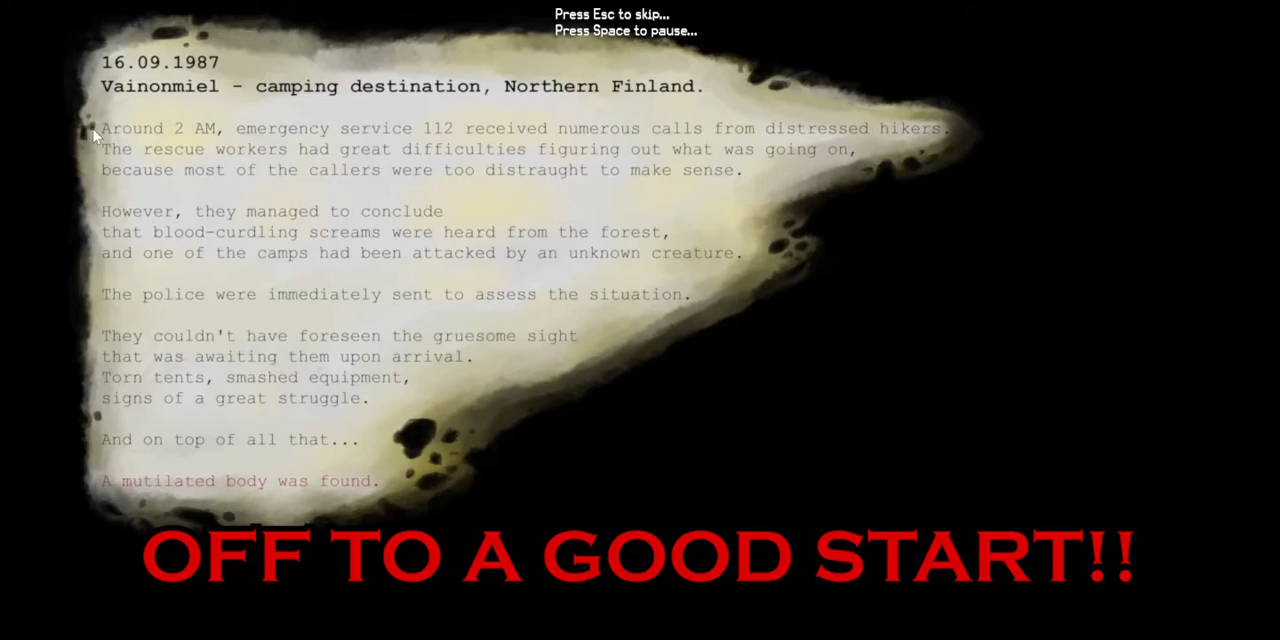 Press Esc to skip...
Press Space to pause...
16.09.1987
Vainonmiel - camping destination, Northern Finland.
Around 2 AM, emergency service 112 received numerous calls from distressed hikers.
The rescue workers had great difficulties figuring out what was going on,
because most of the callers were too distraught to make sense.
However, they managed to conclude
that blood-curdling screams were heard from the forest,
and one of the camps had been attacked by an unknown creature.
The police were immediately sent to assess the situation.
They couldn't have foreseen the gruesome sight
that was awaiting them upon arrival.
Torn tents, smashed equipment,
signs of a great struggle.
And on top of all that...
A mutilated body was found.
OFF TO A GOOD START!!